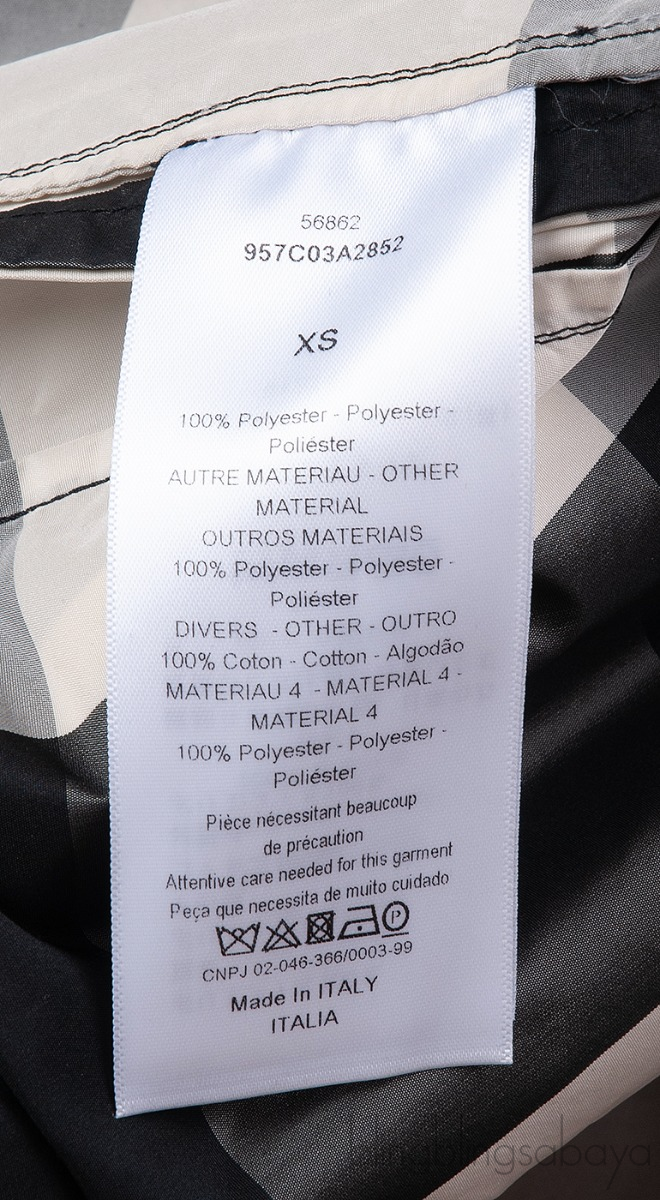 56862
957C03A2852
XS
100% Polyester - Polyester -
Poliéster
AUTRE MATERIAU - OTHER
MATERIAL
OUTROS MATERIAIS
100% Polyester - Polyester -
Poliéster
DIVERS - OTHER - OUTRO
100% Coton - Cotton - Algodão
MATERIAU 4 - MATERIAL 4 -
MATERIAL 4
100% Polyester - Polyester -
Poliéster
Pièce nécessitant beaucoup
de précaution
Attentive care needed for this garment
Peça que necessita de muito cuidado
P
CNPJ 02-046-366/0003-99
Made In ITALY
ITALIA